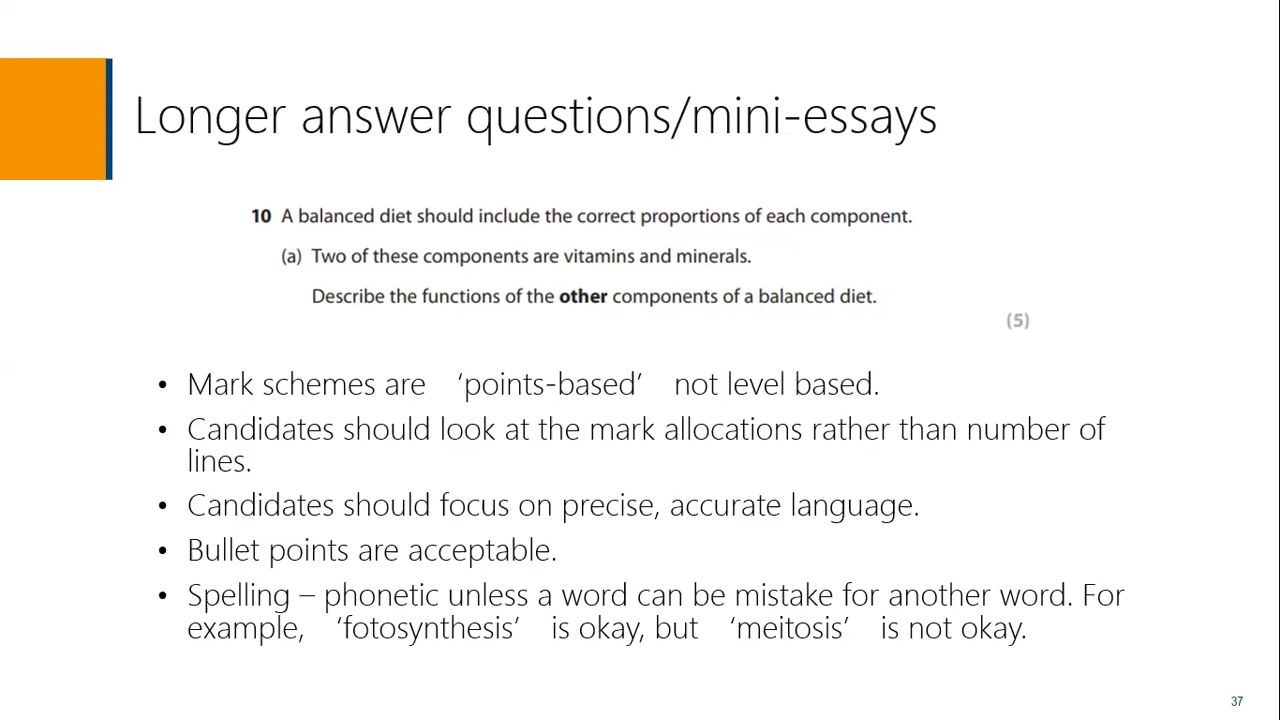 Longer answer questions/mini-essays
10 A balanced diet should include the correct proportions of each component.
(a) Two of these components are vitamins and minerals.
Describe the functions of the other components of a balanced diet.
(5)
• Mark schemes are ‘points-based’ not level based.
• Candidates should look at the mark allocations rather than number of
lines.
• Candidates should focus on precise, accurate language.
• Bullet points are acceptable.
• Spelling – phonetic unless a word can be mistake for another word. For
example, ‘fotosynthesis’ is okay, but ‘meitosis’ is not okay.
37